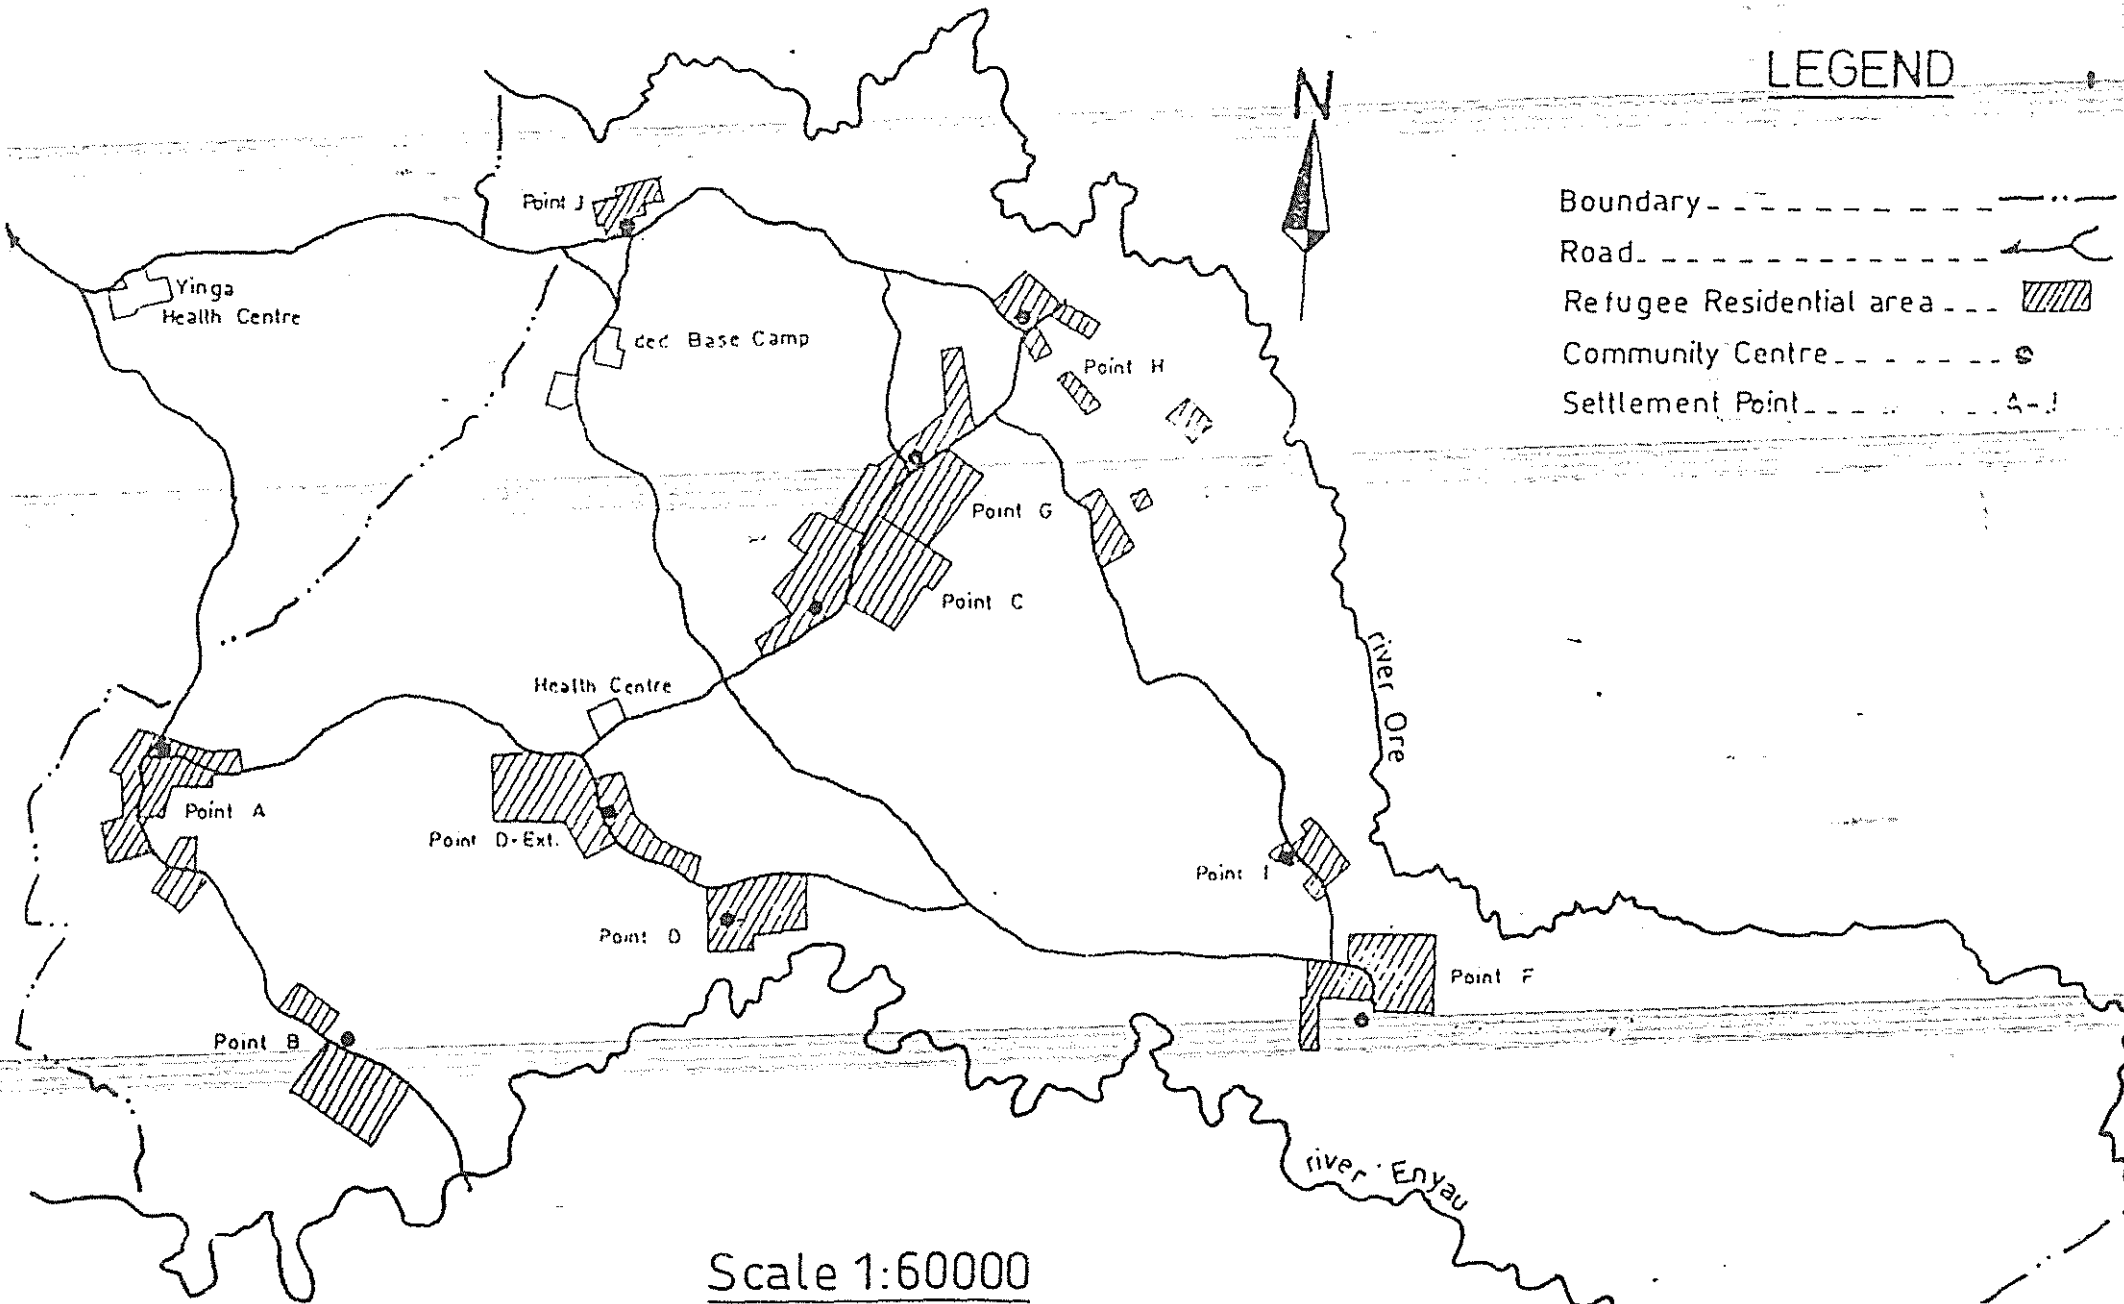 LEGEND
N
Boundary
Road
Refugee Residential area
Community Centre
Settlement Point A-J
Point J
Yinga
Health Centre
ded Base Camp
Point H
Point G
Point C
Health Centre
river Ore
Point A
Point D-Ext.
Point I
Point D
Point F
Point B
river Enyau
Scale 1:60000